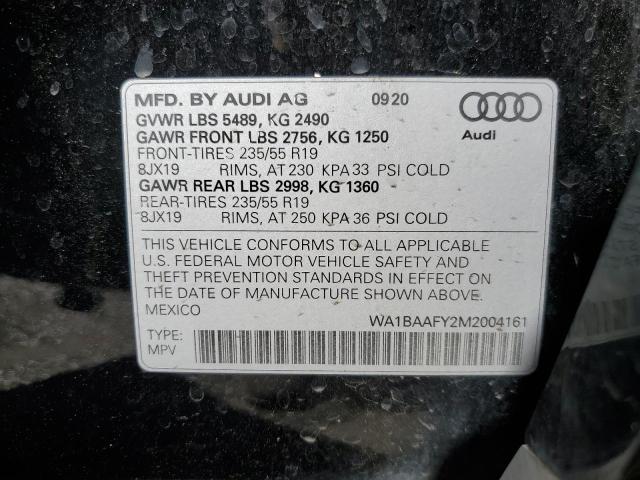 MFD. BY AUDI AG 09 20
GVWR LBS 5489, KG 2490
GAWR FRONT LBS 2756, KG 1250
Audi
FRONT-TIRES 235/55 R19
8JX19 RIMS, AT 230 KPA 33 PSI COLD
GAWR REAR LBS 2998, KG 1360
REAR-TIRES 235/55 R19
8JX19 RIMS, AT 250 KPA 36 PSI COLD
THIS VEHICLE CONFORMS TO ALL APPLICABLE
U.S. FEDERAL MOTOR VEHICLE SAFETY AND
THEFT PREVENTION STANDARDS IN EFFECT ON
THE DATE OF MANUFACTURE SHOWN ABOVE.
MEXICO WA1BAAFY2M2004161
TYPE:
MPV